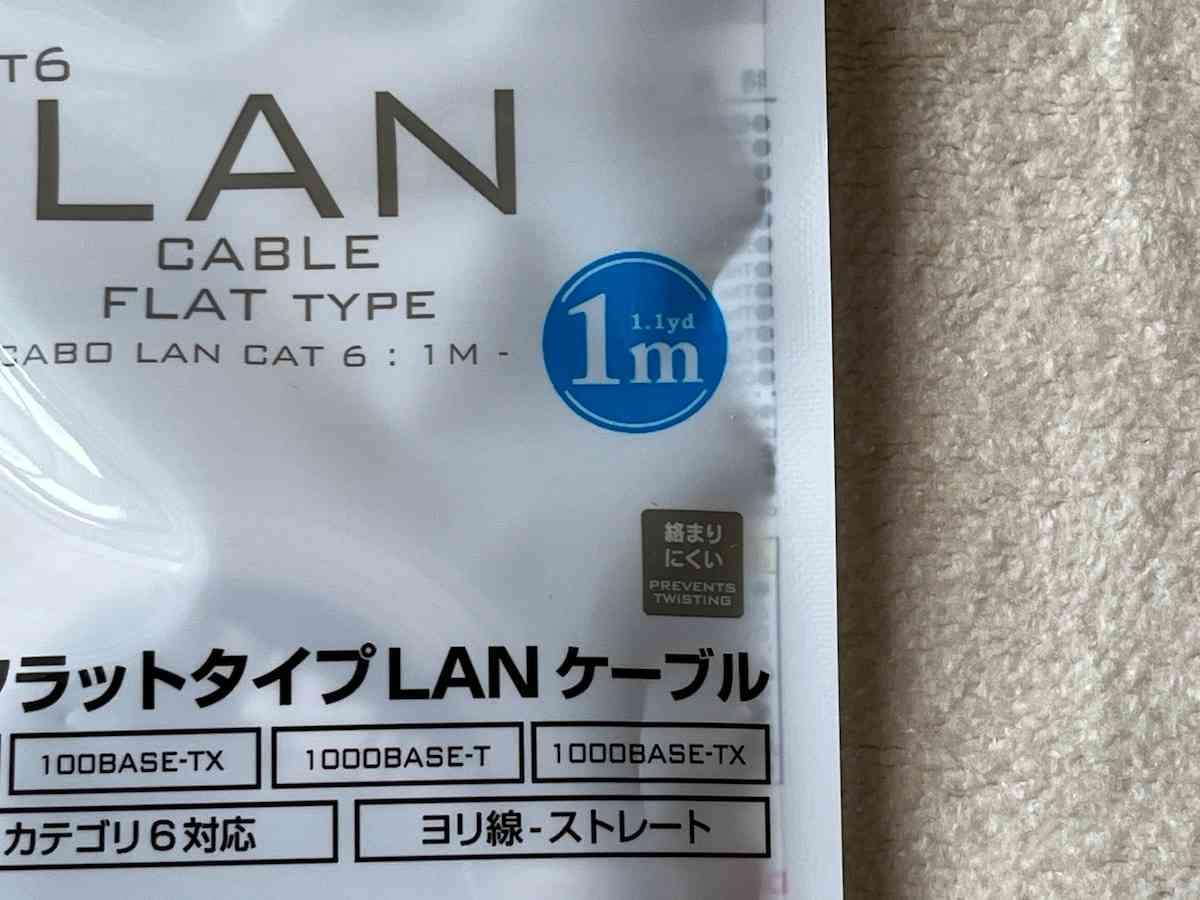 T6
LAN
CABLE
FLAT TYPE
CABO LAN CAT 6 : 1M -
1.1yd
1m
絡まり
にくい
PREVENTS
TWISTING
フラットタイプLANケーブル
100BASE-TX
1000BASE-T
1000BASE-TX
カテゴリ6対応
ヨリ線-ストレート